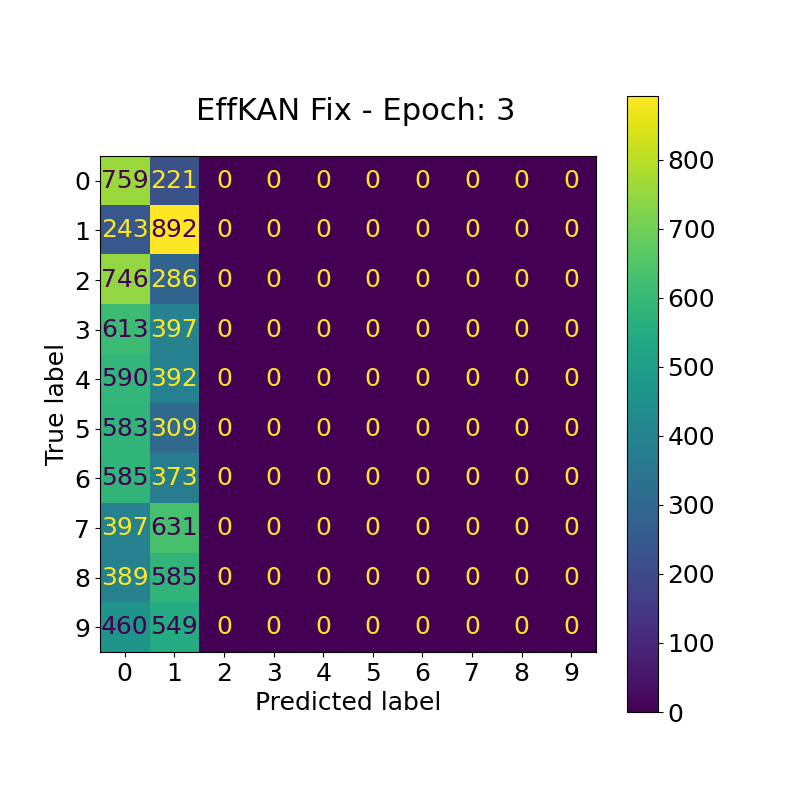 EffKAN Fix - Epoch: 3
0 759 221 0 0 0 0 0 0 0 0
1 243 892 0 0 0 0 0 0 0 0
2 746 286 0 0 0 0 0 0 0 0
3 613 397 0 0 0 0 0 0 0 0
4 590 392 0 0 0 0 0 0 0 0
5 583 309 0 0 0 0 0 0 0 0
6 585 373 0 0 0 0 0 0 0 0
7 397 631 0 0 0 0 0 0 0 0
8 389 585 0 0 0 0 0 0 0 0
9 460 549 0 0 0 0 0 0 0 0
0 1 2 3 4 5 6 7 8 9
Predicted label
True label
800
700
600
500
400
300
200
100
0